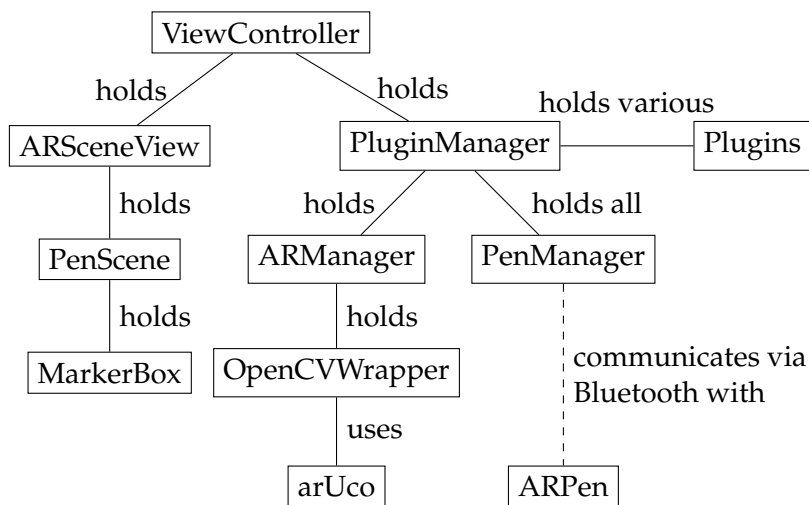 ViewController
holds
holds
holds various
ARSceneView
PluginManager
Plugins
holds
holds
holds all
PenScene
ARManager
PenManager
holds
holds
communicates via
Bluetooth with
MarkerBox
OpenCVWrapper
uses
arUco
ARPen